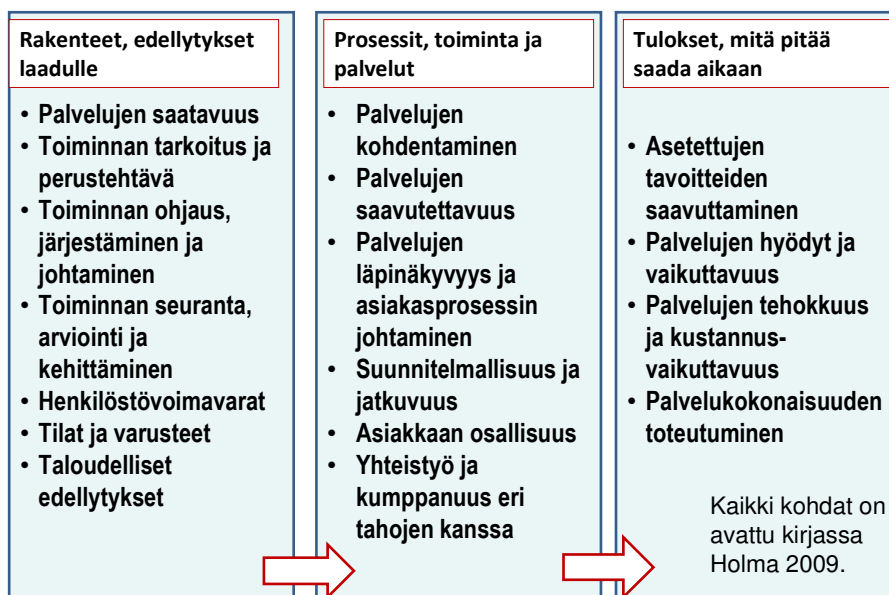 Rakenteet, edellytykset
laadulle
• Palvelujen saatavuus
• Toiminnan tarkoitus ja
perustehtävä
• Toiminnan ohjaus,
järjestäminen ja
johtaminen
• Toiminnan seuranta,
arviointi ja
kehittäminen
• Henkilöstövoimavarat
• Tilat ja varusteet
• Taloudelliset
edellytykset
Prosessit, toiminta ja
palvelut
• Palvelujen
kohdentaminen
• Palvelujen
saavutettavuus
• Palvelujen
läpinäkyvyys ja
asiakasprosessin
johtaminen
• Suunnitelmallisuus ja
jatkuvuus
• Asiakkaan osallisuus
• Yhteistyö ja
kumppanuus eri
tahojen kanssa
Tulokset, mitä pitää
saada aikaan
• Asetettujen
tavoitteiden
saavuttaminen
• Palvelujen hyödyt ja
vaikuttavuus
• Palvelujen tehokkuus
ja kustannus-
vaikuttavuus
• Palvelukokonaisuuden
toteutuminen
Kaikki kohdat on
avattu kirjassa
Holma 2009.